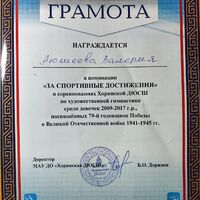 ГРАМОТА
НАГРАЖДАЕТСЯ
Аюшеева Валерия
в номинации
«ЗА СПОРТИВНЫЕ ДОСТИЖЕНИЯ»
в соревнованиях Хоринской ДЮСШ
по художественной гимнастике
среди девочек 2009-2017 г.р.,
посвящённых 79-й годовщине Победы
в Великой Отечественной войне 1941-1945 гг.
Директор
МАУ ДО «Хоринская ДЮСШ»
Б.О. Доржиев